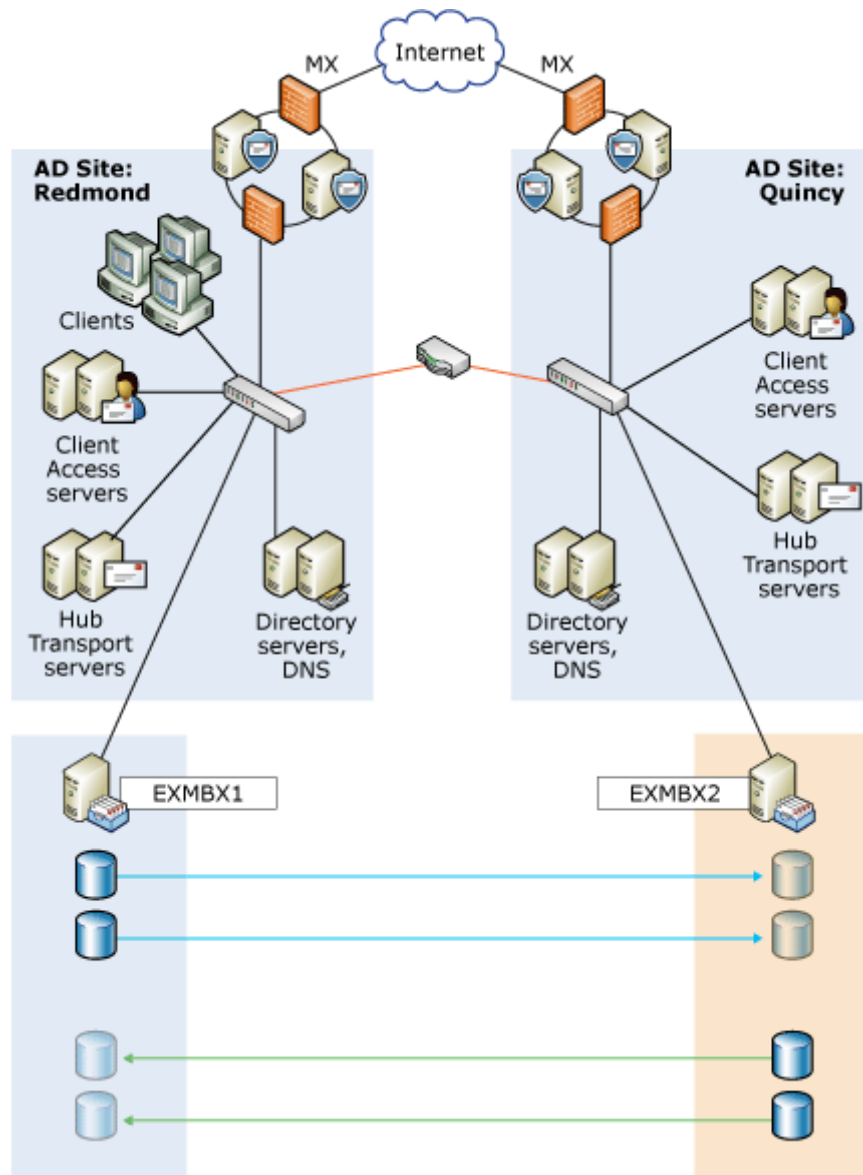 Internet
MX
MX
AD Site:
Redmond
AD Site:
Quincy
Clients
Client
Access
servers
Client
Access
servers
Hub
Transport
servers
Directory
servers,
DNS
Directory
servers,
DNS
Hub
Transport
servers
EXMBX1
EXMBX2